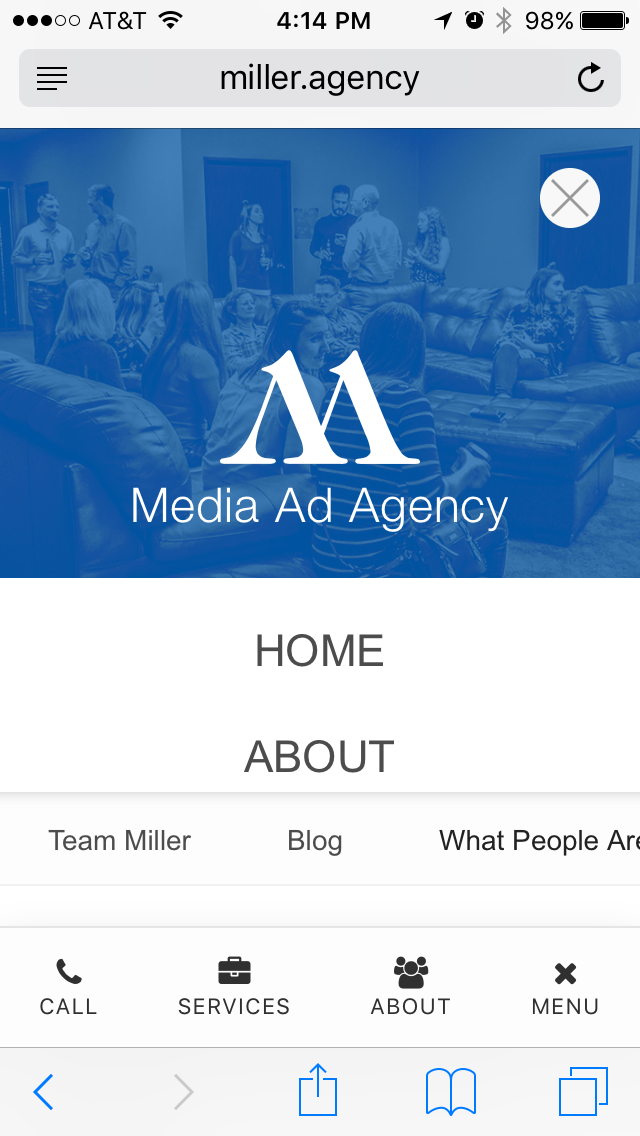 AT&T 4:14 PM 98%
miller.agency
M
Media Ad Agency
HOME
ABOUT
Team Miller Blog What People Are
CALL SERVICES ABOUT MENU